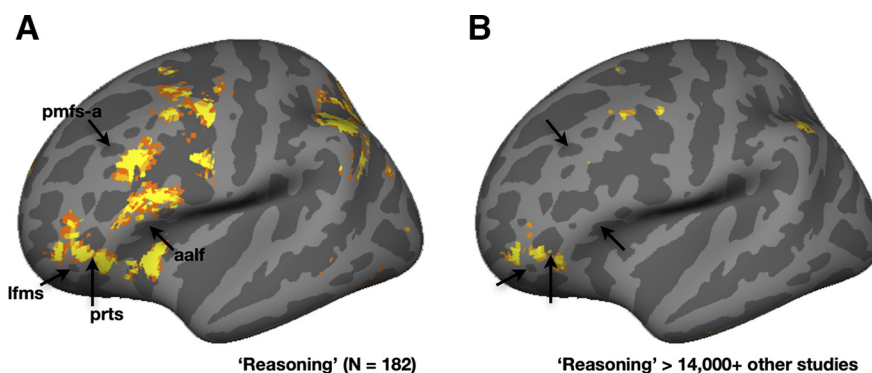 A
B
pmfs-a
aalf
lfms
prts
'Reasoning' (N = 182)
'Reasoning' > 14,000+ other studies